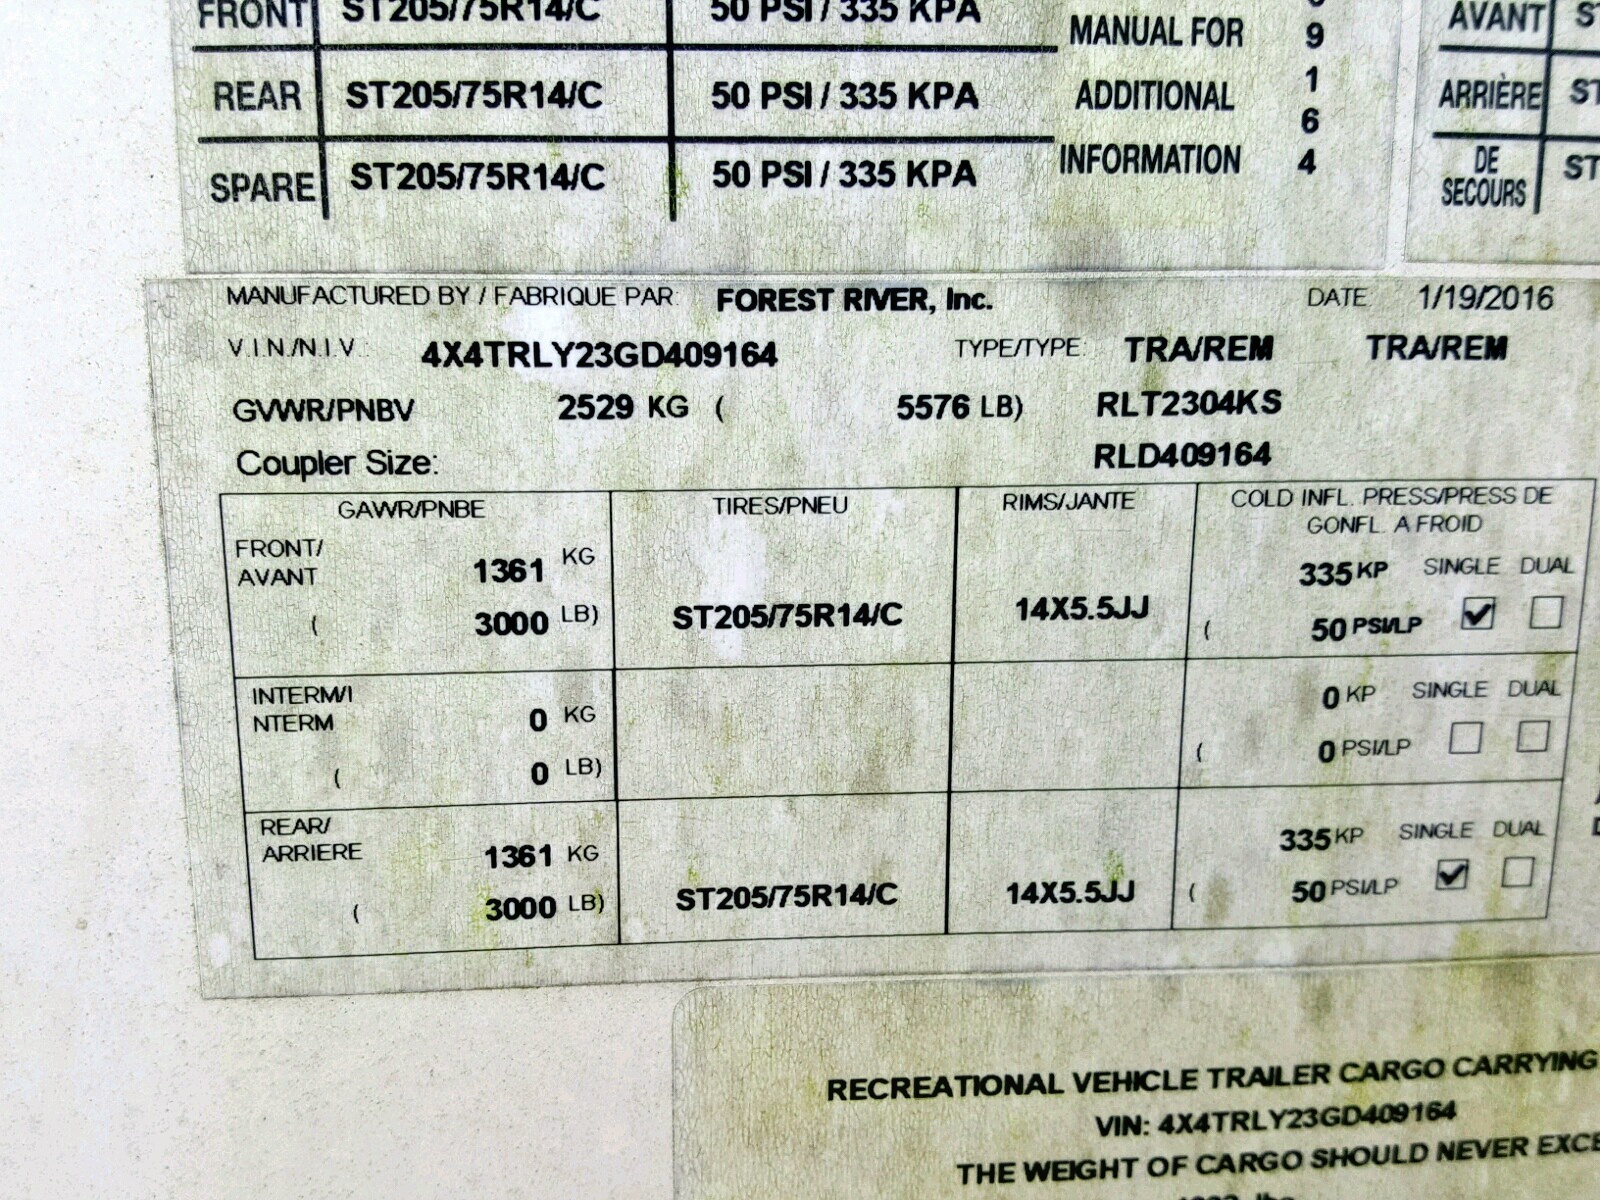 FRONT ST205/75R14/C 50 PSI / 335 KPA
MANUAL FOR 9
REAR ST205/75R14/C 50 PSI / 335 KPA ADDITIONAL 1
6
SPARE ST205/75R14/C 50 PSI / 335 KPA INFORMATION 4
AVANT ST
ARRIÈRE ST
DE
SECOURS ST
MANUFACTURED BY / FABRIQUE PAR: FOREST RIVER, Inc. DATE 1/19/2016
V.I.N./N.I.V.: 4X4TRLY23GD409164 TYPE/TYPE: TRA/REM TRA/REM
GVWR/PNBV 2529 KG ( 5576 LB) RLT2304KS
Coupler Size: RLD409164
GAWR/PNBE TIRES/PNEU RIMS/JANTE COLD INFL. PRESS/PRESS DE
GONFL. A FROID
FRONT/
AVANT 1361 KG 335 KP SINGLE DUAL
( 3000 LB) ST205/75R14/C 14X5.5JJ ( 50 PSI/LP
INTERM/I
NTERM 0 KG 0 KP SINGLE DUAL
( 0 LB) ( 0 PSI/LP
REAR/
ARRIERE 1361 KG 335 KP SINGLE DUAL
( 3000 LB) ST205/75R14/C 14X5.5JJ ( 50 PSI/LP
RECREATIONAL VEHICLE TRAILER CARGO CARRYING
VIN: 4X4TRLY23GD409164
THE WEIGHT OF CARGO SHOULD NEVER EXCE